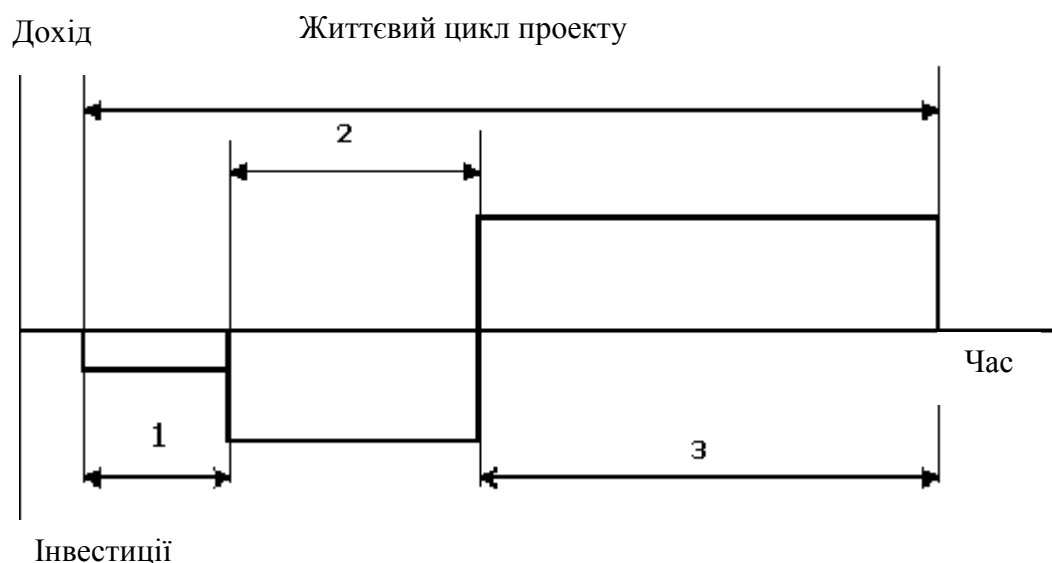 Дохід
Життєвий цикл проекту
2
Час
1
3
Інвестиції